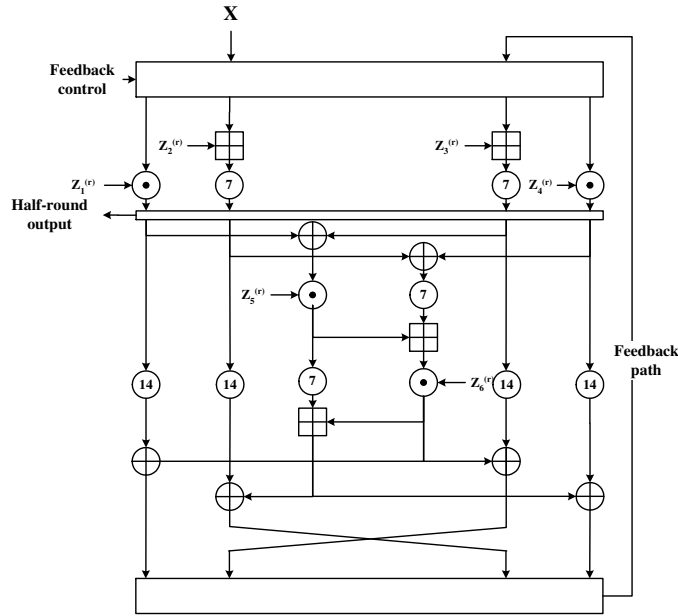 X
Feedback
control
Z₂⁽ʳ⁾
Z₃⁽ʳ⁾
Z₁⁽ʳ⁾
7
7
Z₄⁽ʳ⁾
Half-round
output
Z₅⁽ʳ⁾
7
Feedback
path
14
14
7
Z₆⁽ʳ⁾
14
14